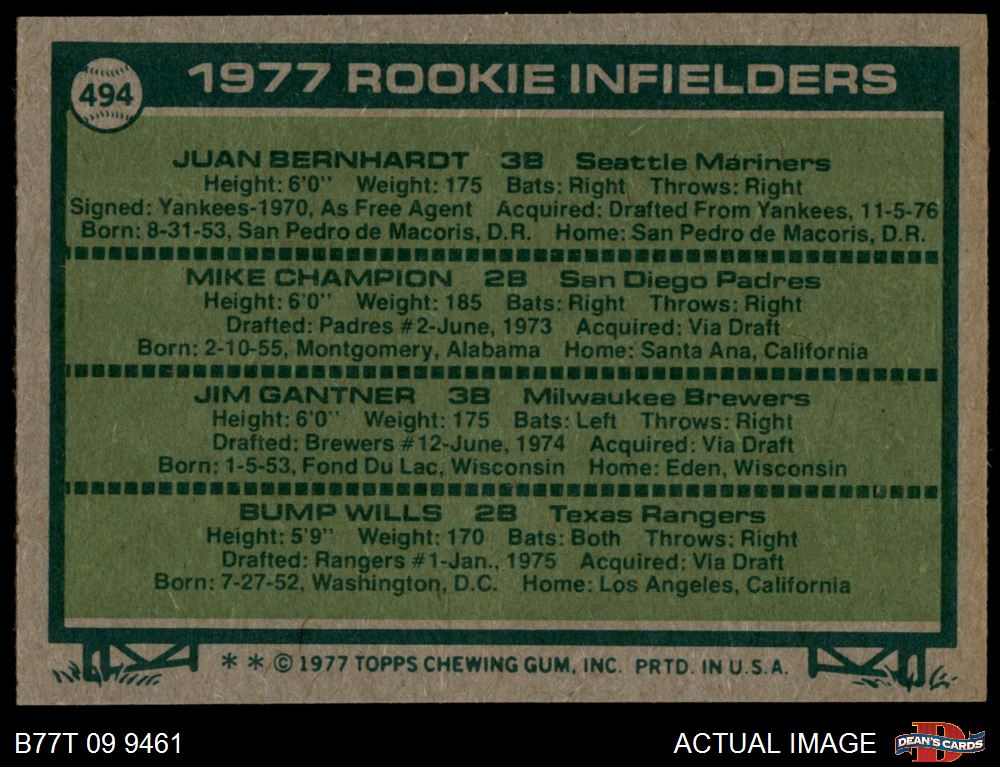 494
1977 ROOKIE INFIELDERS
JUAN BERNHARDT 3B Seattle Mariners
Height: 6'0" Weight: 175 Bats: Right Throws: Right
Signed: Yankees-1970, As Free Agent Acquired: Drafted From Yankees, 11-5-76
Born: 8-31-53, San Pedro de Macoris, D.R. Home: San Pedro de Macoris, D.R.
MIKE CHAMPION 2B San Diego Padres
Height: 6'0" Weight: 185 Bats: Right Throws: Right
Drafted: Padres #2-June, 1973 Acquired: Via Draft
Born: 2-10-55, Montgomery, Alabama Home: Santa Ana, California
JIM GANTNER 3B Milwaukee Brewers
Height: 6'0" Weight: 175 Bats: Left Throws: Right
Drafted: Brewers #12-June, 1974 Acquired: Via Draft
Born: 1-5-53, Fond Du Lac, Wisconsin Home: Eden, Wisconsin
BUMP WILLS 2B Texas Rangers
Height: 5'9" Weight: 170 Bats: Both Throws: Right
Drafted: Rangers #1-Jan., 1975 Acquired: Via Draft
Born: 7-27-52, Washington, D.C. Home: Los Angeles, California
* * © 1977 TOPPS CHEWING GUM, INC. PRTD. IN U.S.A.
B77T 09 9461 ACTUAL IMAGE D DEAN'S CARDS